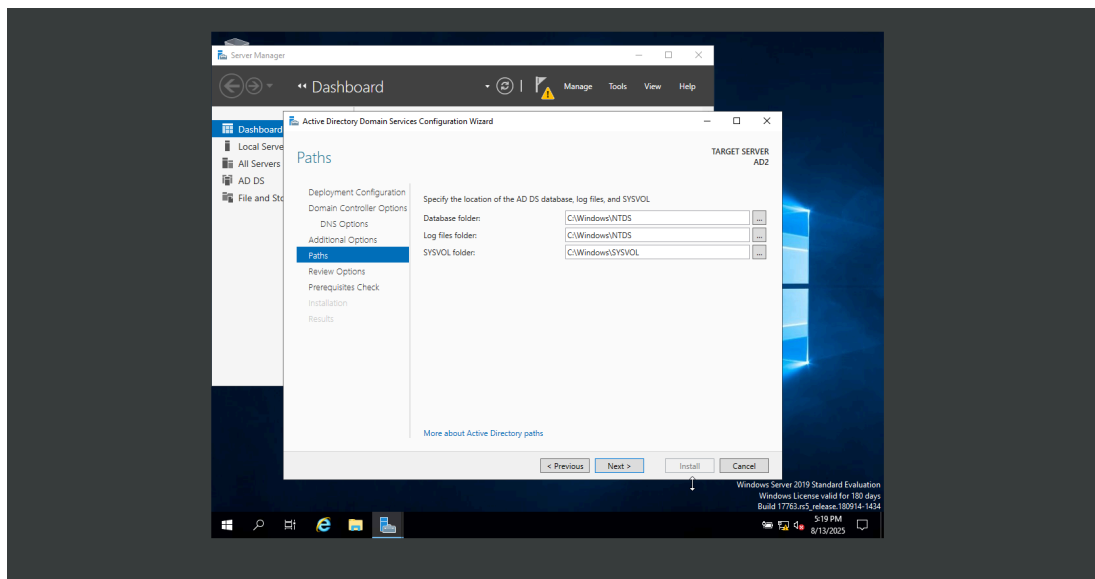 Server Manager
Dashboard
Manage Tools View Help
Dashboard
Local Serve
All Servers
AD DS
File and Sto
Active Directory Domain Services Configuration Wizard
Paths
TARGET SERVER
AD2
Deployment Configuration
Domain Controller Options
DNS Options
Additional Options
Paths
Review Options
Prerequisites Check
Installation
Results
Specify the location of the AD DS database, log files, and SYSVOL
Database folder: C:\Windows\NTDS ...
Log files folder: C:\Windows\NTDS ...
SYSVOL folder: C:\Windows\SYSVOL ...
More about Active Directory paths
< Previous Next > Install Cancel
Windows Server 2019 Standard Evaluation
Windows License valid for 180 days
Build 17763.rs5_release.180914-1434
5:19 PM
8/13/2025